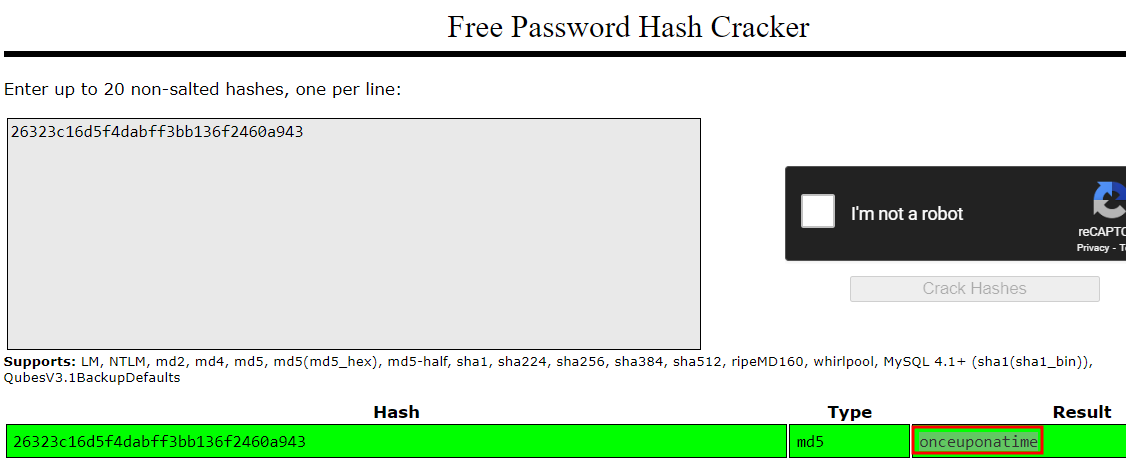 Free Password Hash Cracker
Enter up to 20 non-salted hashes, one per line:
26323c16d5f4dabff3bb136f2460a943
I'm not a robot
reCAPTC
Privacy - T
Crack Hashes
Supports: LM, NTLM, md2, md4, md5, md5(md5_hex), md5-half, sha1, sha224, sha256, sha384, sha512, ripeMD160, whirlpool, MySQL 4.1+ (sha1(sha1_bin)),
QubesV3.1BackupDefaults
Hash Type Result
26323c16d5f4dabff3bb136f2460a943 md5 onceuponatime